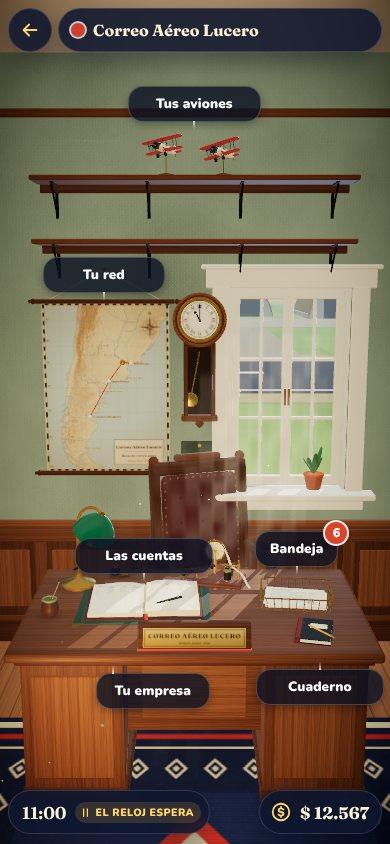 Correo Aéreo Lucero
Tus aviones
Tu red
Las cuentas
Bandeja
6
CORREO AÉREO LUCERO
Tu empresa
Cuaderno
11:00
EL RELOJ ESPERA
$ 12.567